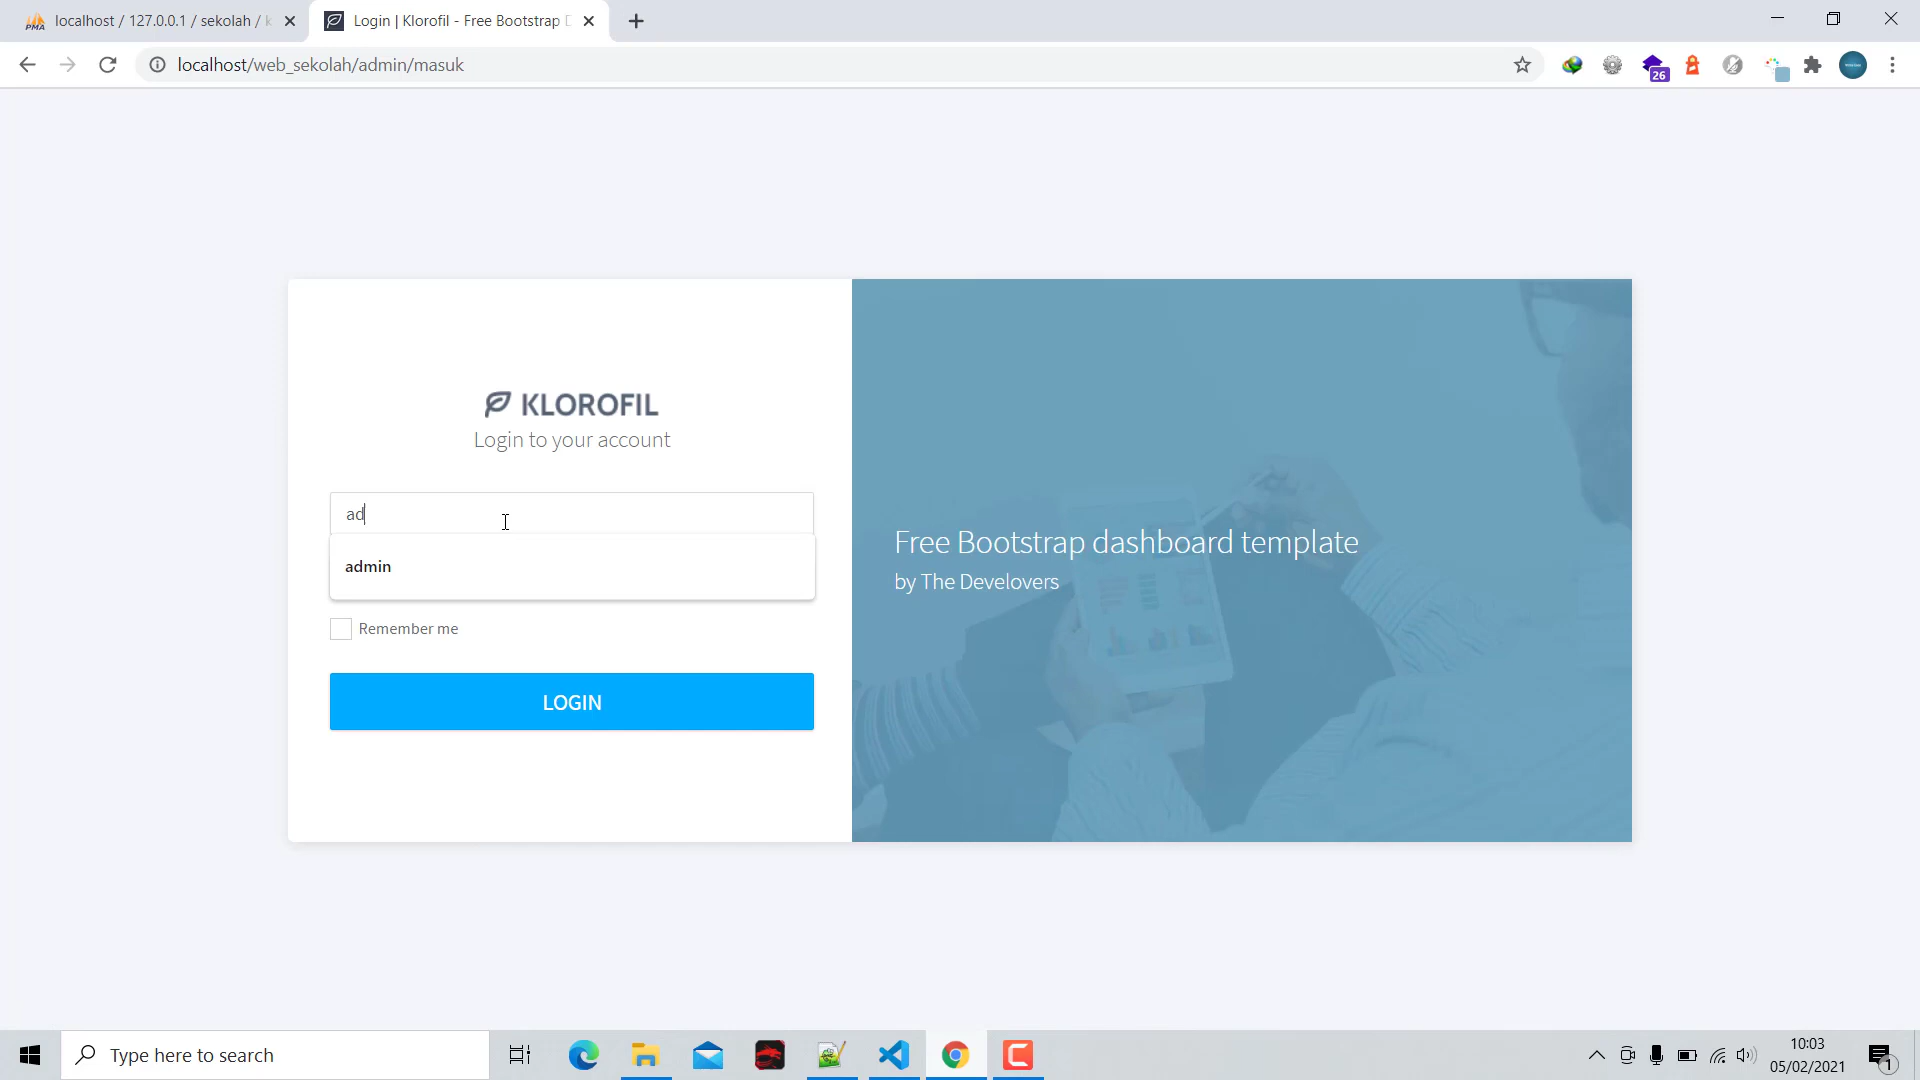 localhost / 127.0.0.1 / sekolah / k
Login | Klorofil - Free Bootstrap D
localhost/web_sekolah/admin/masuk
26
KLOROFIL
Login to your account
ad
admin
Remember me
LOGIN
Free Bootstrap dashboard template
by The Develovers
Type here to search
10:03
05/02/2021
1